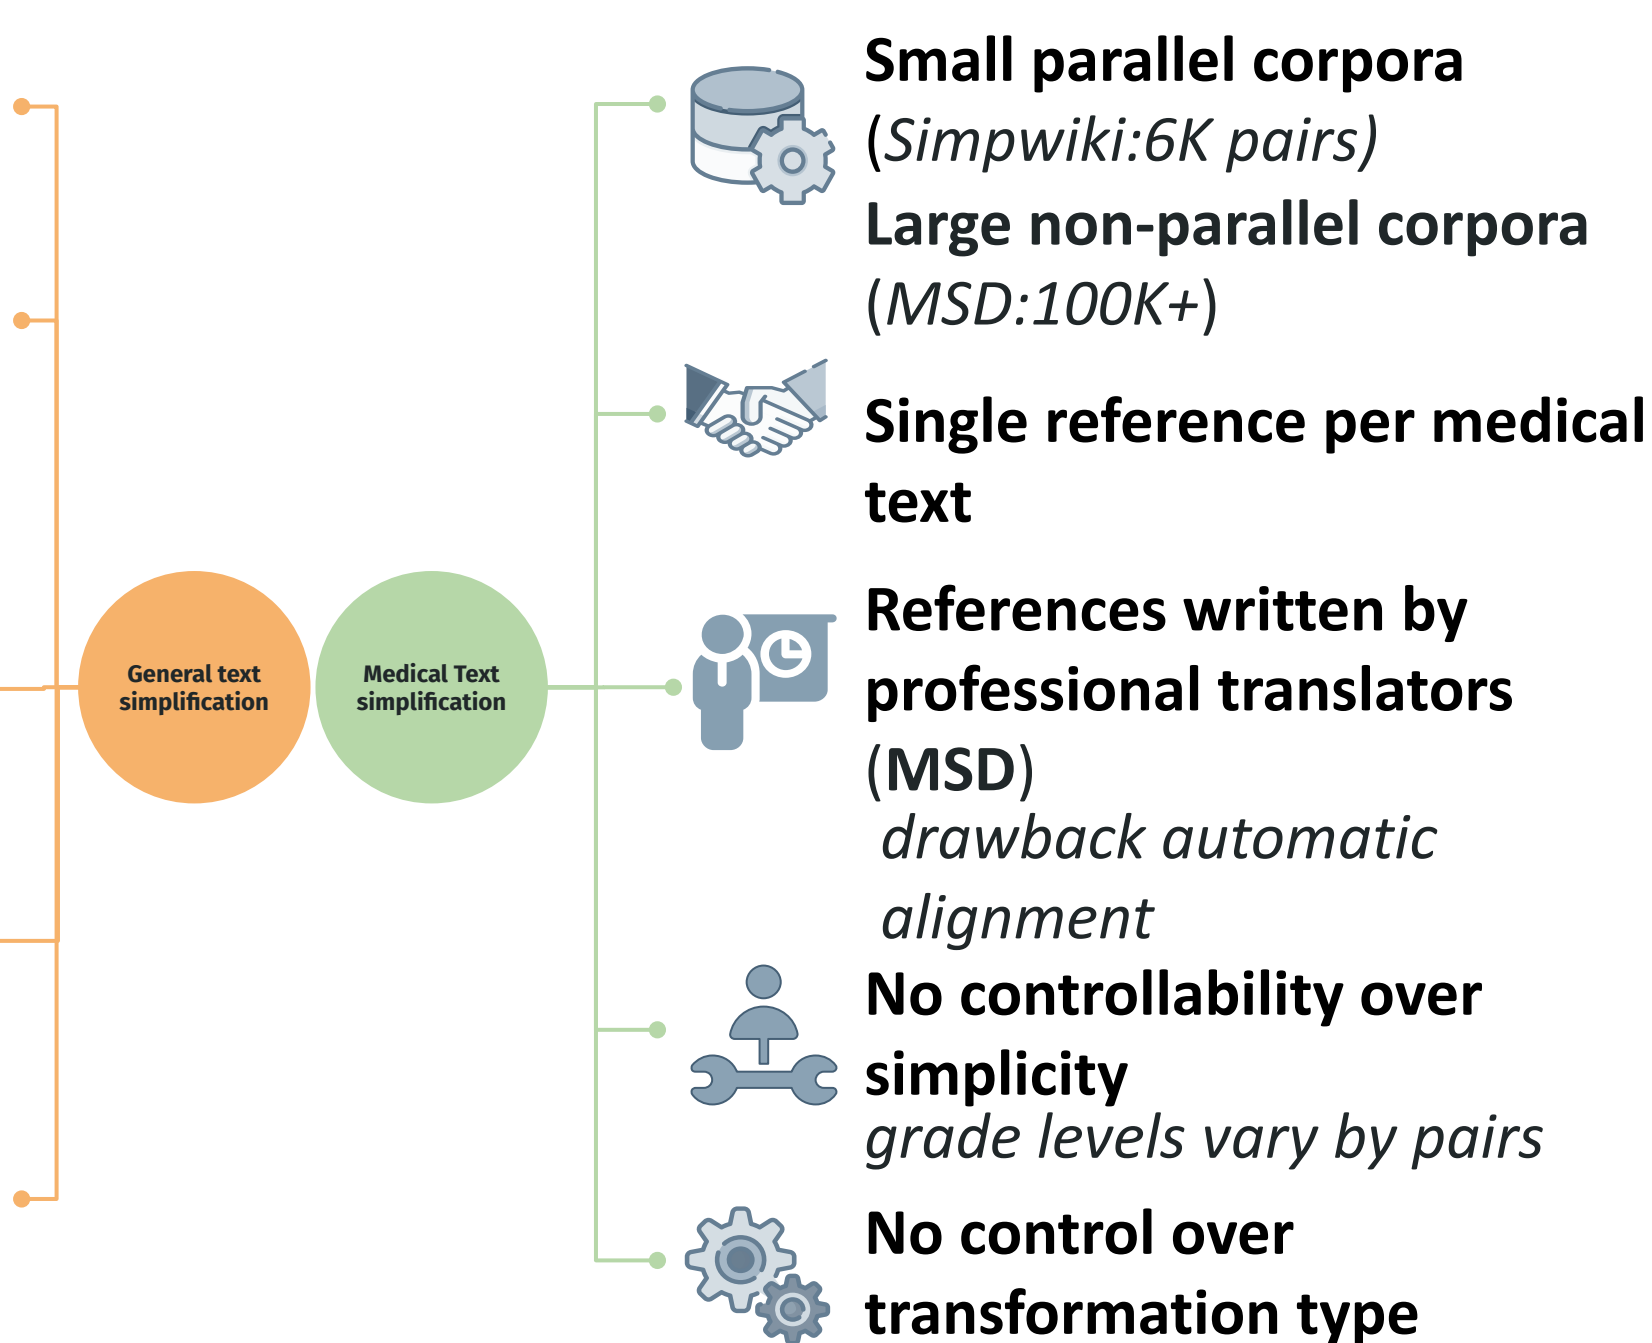 General text
simplification
Medical Text
simplification
Small parallel corpora
(Simpwiki:6K pairs)
Large non-parallel corpora
(MSD:100K+)
Single reference per medical
text
References written by
professional translators
(MSD)
drawback automatic
alignment
No controllability over
simplicity
grade levels vary by pairs
No control over
transformation type